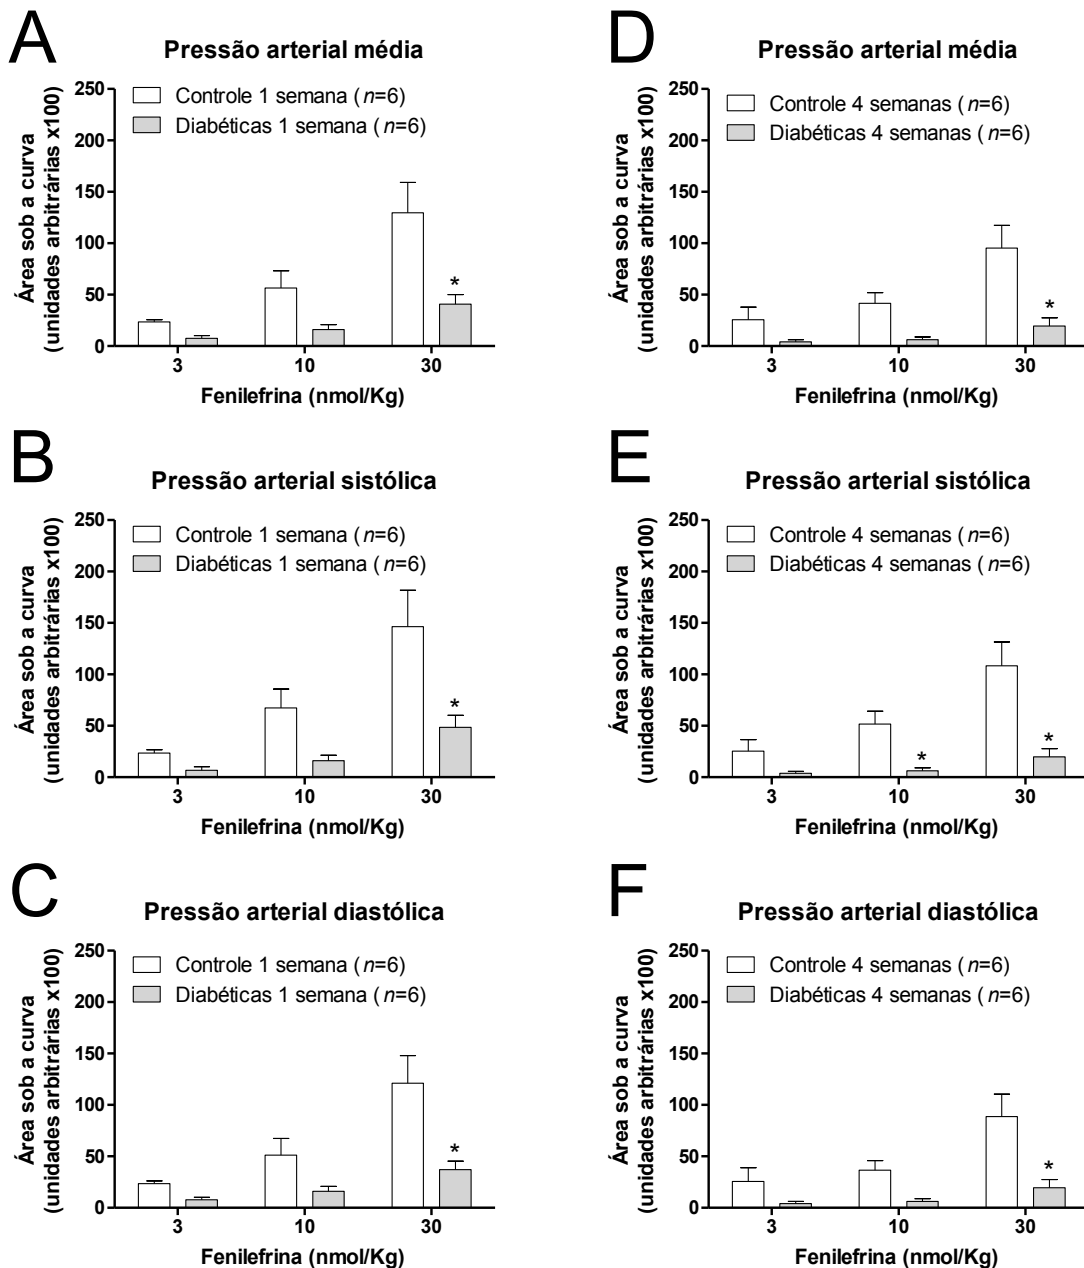 A
Pressão arterial média
Área sob a curva
(unidades arbitrárias x100)
250
200
150
100
50
0
Controle 1 semana (n=6)
Diabéticas 1 semana (n=6)
*
3 10 30
Fenilefrina (nmol/Kg)
B
Pressão arterial sistólica
Área sob a curva
(unidades arbitrárias x100)
250
200
150
100
50
0
Controle 1 semana (n=6)
Diabéticas 1 semana (n=6)
*
3 10 30
Fenilefrina (nmol/Kg)
C
Pressão arterial diastólica
Área sob a curva
(unidades arbitrárias x100)
250
200
150
100
50
0
Controle 1 semana (n=6)
Diabéticas 1 semana (n=6)
*
3 10 30
Fenilefrina (nmol/Kg)
D
Pressão arterial média
Área sob a curva
(unidades arbitrárias x100)
250
200
150
100
50
0
Controle 4 semanas (n=6)
Diabéticas 4 semanas (n=6)
*
3 10 30
Fenilefrina (nmol/Kg)
E
Pressão arterial sistólica
Área sob a curva
(unidades arbitrárias x100)
250
200
150
100
50
0
Controle 4 semanas (n=6)
Diabéticas 4 semanas (n=6)
* *
3 10 30
Fenilefrina (nmol/Kg)
F
Pressão arterial diastólica
Área sob a curva
(unidades arbitrárias x100)
250
200
150
100
50
0
Controle 4 semanas (n=6)
Diabéticas 4 semanas (n=6)
*
3 10 30
Fenilefrina (nmol/Kg)